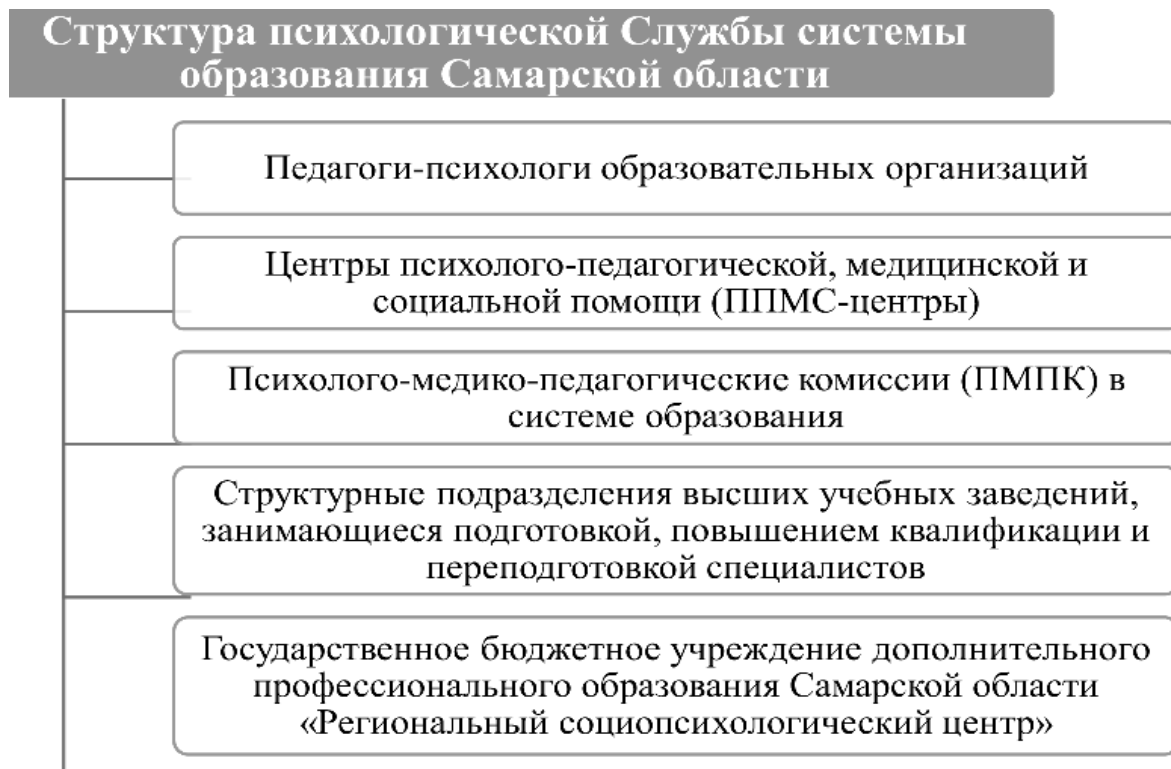 Структура психологической Службы системы
образования Самарской области
Педагоги-психологи образовательных организаций
Центры психолого-педагогической, медицинской и
социальной помощи (ППМС-центры)
Психолого-медико-педагогические комиссии (ПМПК) в
системе образования
Структурные подразделения высших учебных заведений,
занимающиеся подготовкой, повышением квалификации и
переподготовкой специалистов
Государственное бюджетное учреждение дополнительного
профессионального образования Самарской области
«Региональный социопсихологический центр»